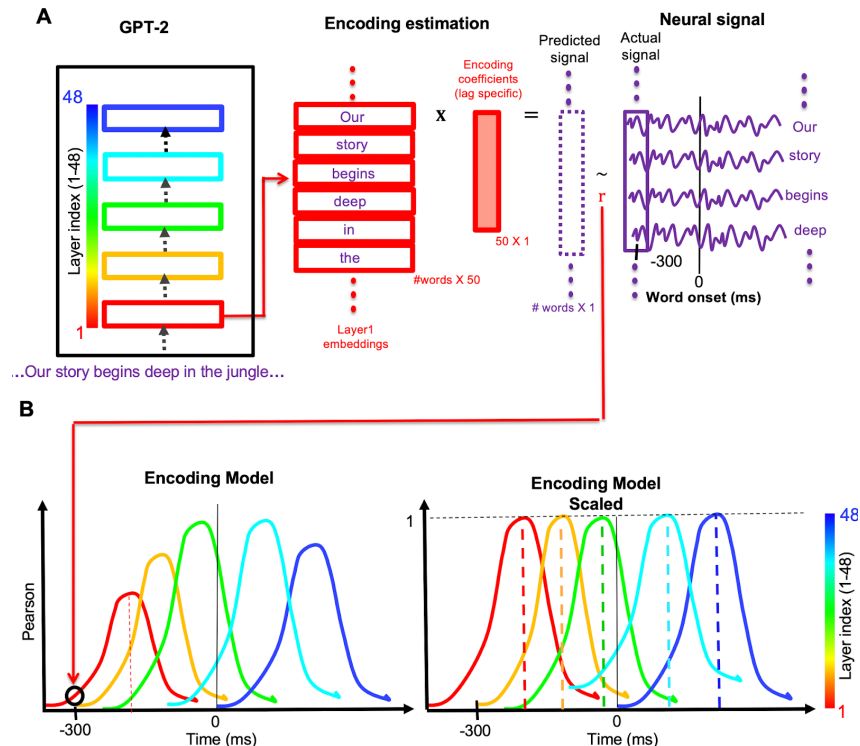 A
GPT-2
Encoding estimation
Neural signal
Predicted
signal
Actual
signal
Encoding
coefficients
(lag specific)
48
Layer index (1-48)
1
Our
story
begins
deep
in
the
x
=
~
r
50 X 1
#words X 50
Layer1
embeddings
# words X 1
Our
story
begins
deep
-300
0
Word onset (ms)
...Our story begins deep in the jungle...
B
Encoding Model
Pearson
-300
0
Time (ms)
Encoding Model
Scaled
1
-300
0
Time (ms)
48
Layer index (1-48)
1